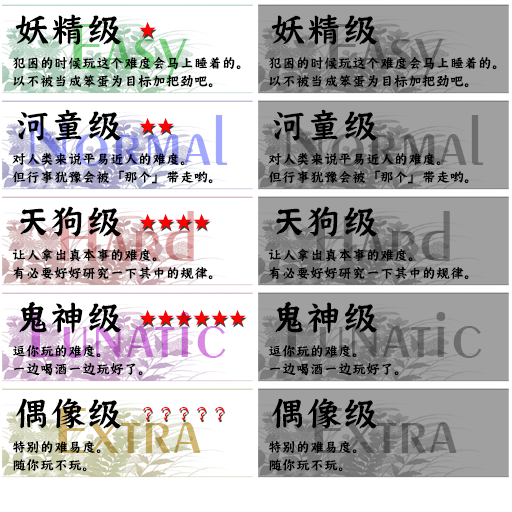 妖精级 ★
EASY
犯困的时候玩这个难度会马上睡着的。
以不被当成笨蛋为目标加把劲吧。
妖精级
EASY
犯困的时候玩这个难度会马上睡着的。
以不被当成笨蛋为目标加把劲吧。
河童级 ★★
NORMAL
对人类来说平易近人的难度。
但行事犹豫会被「那个」带走哟。
河童级
NORMAL
对人类来说平易近人的难度。
但行事犹豫会被「那个」带走哟。
天狗级 ★★★★
HARD
让人拿出真本事的难度。
有必要好好研究一下其中的规律。
天狗级
HARD
让人拿出真本事的难度。
有必要好好研究一下其中的规律。
鬼神级 ★★★★★★
LUNATiC
逗你玩的难度。
一边喝酒一边玩好了。
鬼神级
LUNATiC
逗你玩的难度。
一边喝酒一边玩好了。
偶像级 ?????
EXTRA
特别的难易度。
随你玩不玩。
偶像级
EXTRA
特别的难易度。
随你玩不玩。